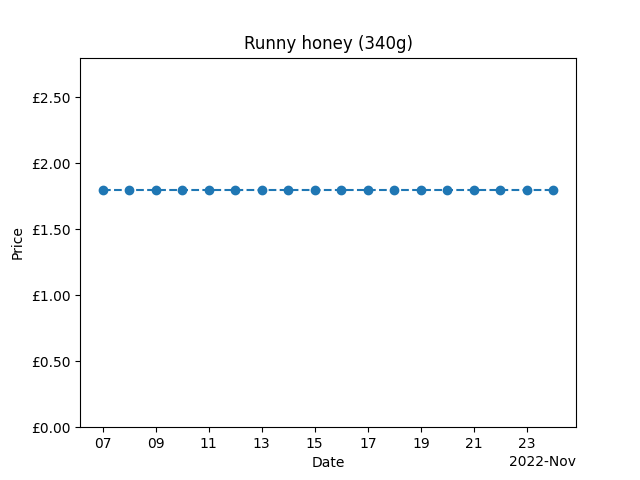 Runny honey (340g)
£2.50
£2.00
£1.50
£1.00
£0.50
£0.00
Price
07 09 11 13 15 17 19 21 23
Date
2022-Nov